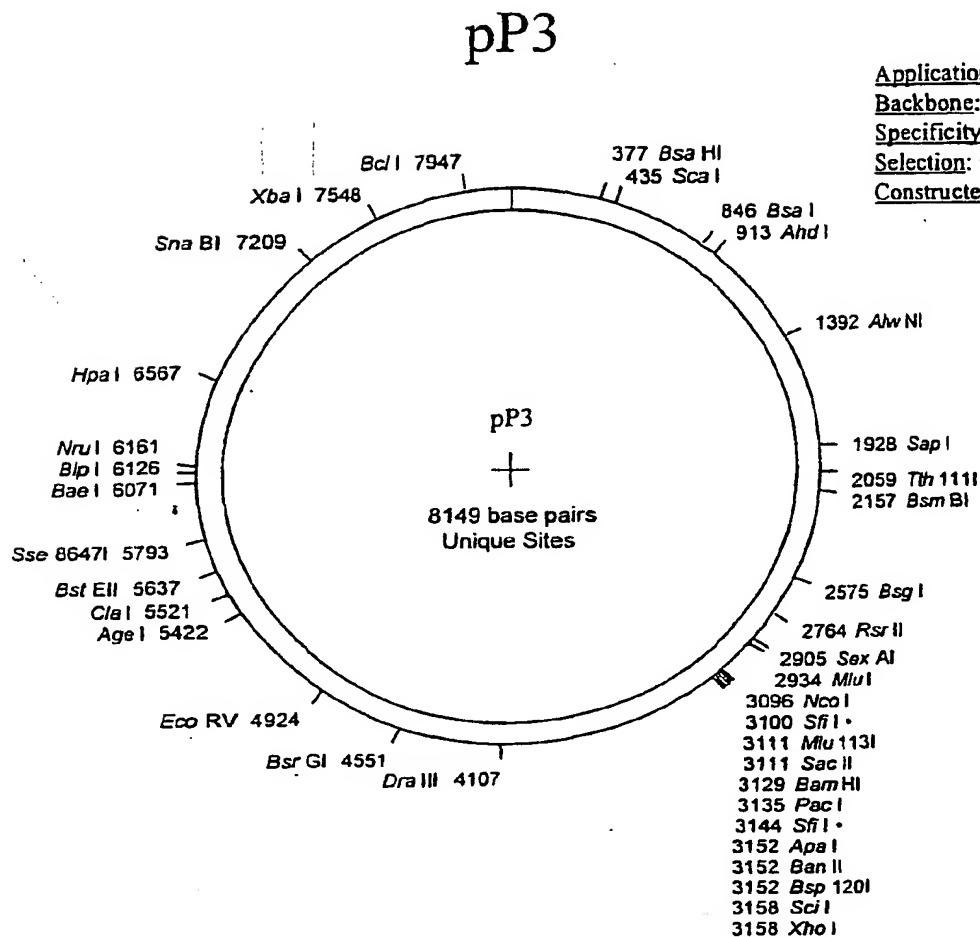 pP3
Applicatio
Backbone:
Specificity
Selection:
Constructe
Bcl I 7947
Xba I 7548
Sna BI 7209
Hpa I 6567
Nru I 6161
Blp I 6126
Bae I 6071
Sse 8647I 5793
Bst EII 5637
Cla I 5521
Age I 5422
Eco RV 4924
Bsr GI 4551
Dra III 4107
377 Bsa HI
435 Sca I
846 Bsa I
913 Ahd I
1392 Alw NI
1928 Sap I
2059 Tth 111I
2157 Bsm BI
2575 Bsg I
2764 Rsr II
2905 Sex AI
2934 Mlu I
3096 Nco I
3100 Sfi I •
3111 Mlu 113I
3111 Sac II
3129 Bam HI
3135 Pac I
3144 Sfi I •
3152 Apa I
3152 Ban II
3152 Bsp 120I
3158 Sci I
3158 Xho I
pP3
8149 base pairs
Unique Sites